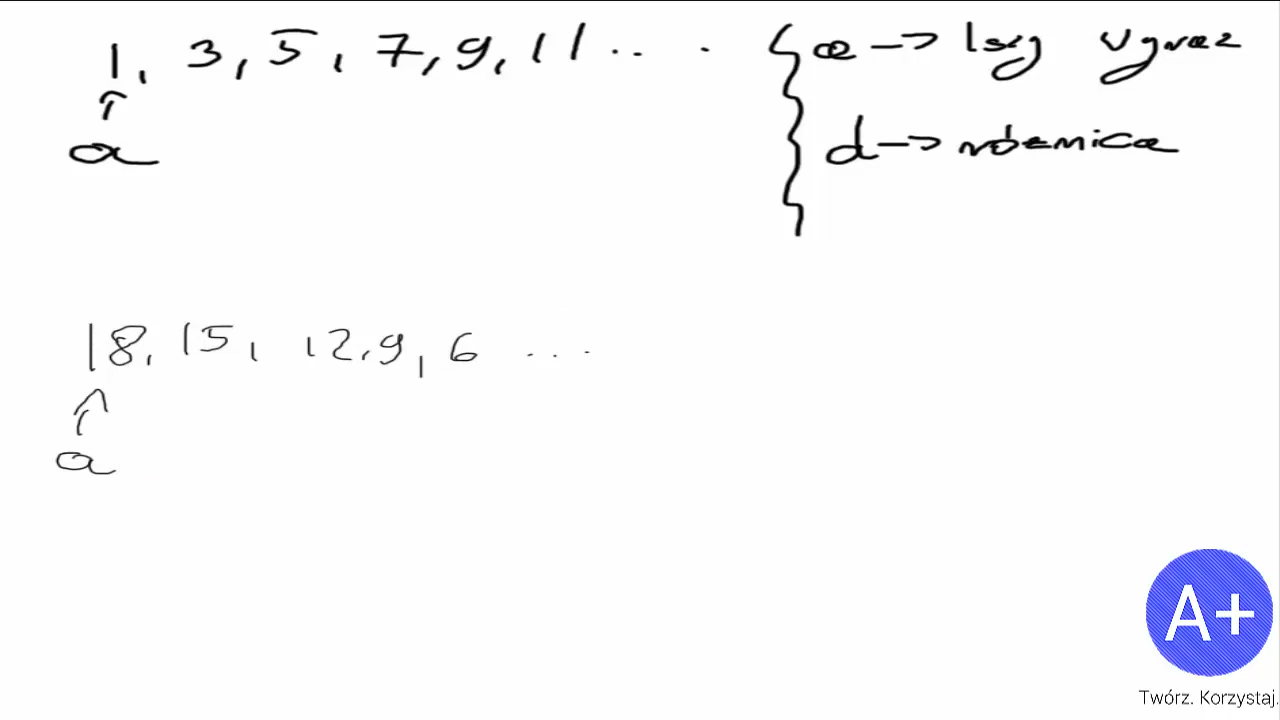 1, 3, 5, 7, 9, 11... .
a → 1szy wyraz
a
d → różnica
18, 15, 12, 9, 6 ...
a
A+
Twórz. Korzystaj.